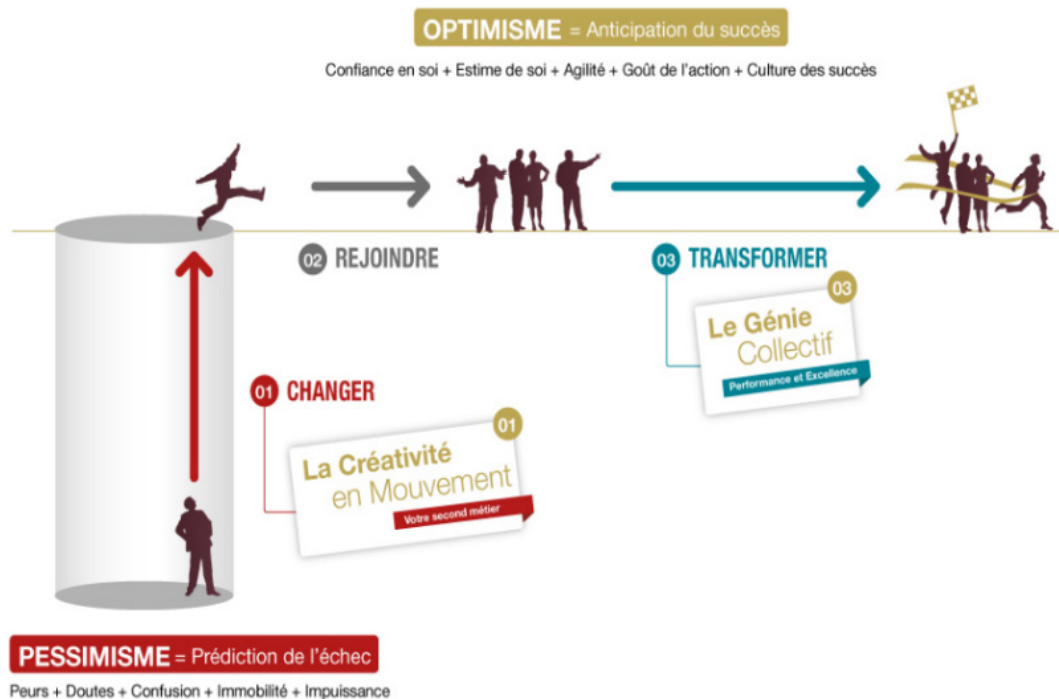 OPTIMISME = Anticipation du succès
Confiance en soi + Estime de soi + Agilité + Goût de l'action + Culture des succès
02 REJOINDRE
03 TRANSFORMER
03
Le Génie
Collectif
Performance et Excellence
01 CHANGER
01
La Créativité
en Mouvement
Votre second métier
PESSIMISME = Prédiction de l'échec
Peurs + Doutes + Confusion + Immobilité + Impuissance